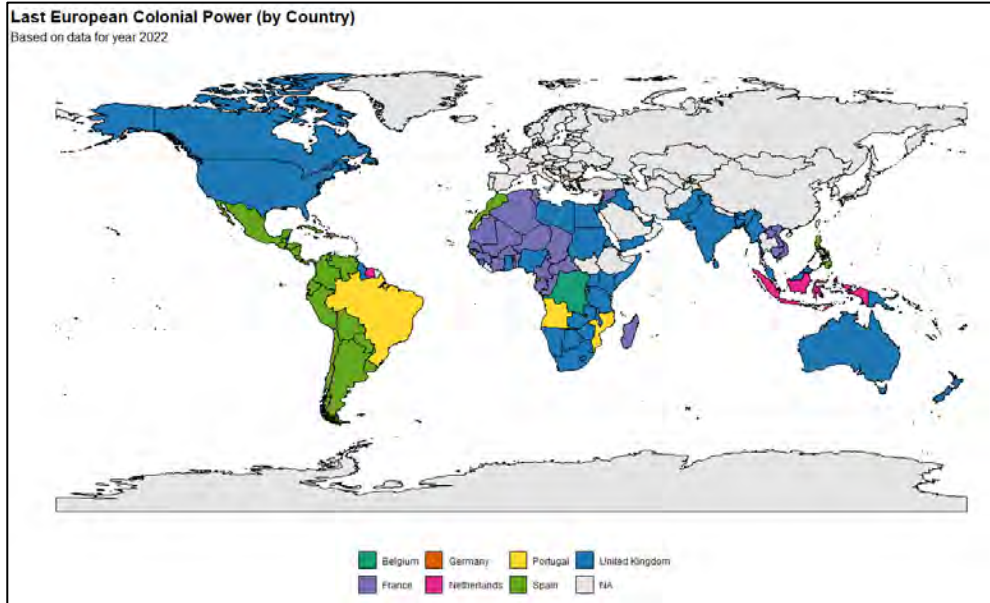 Last European Colonial Power (by Country)
Based on data for year 2022
Belgium Germany Portugal United Kingdom
France Netherlands Spain NA